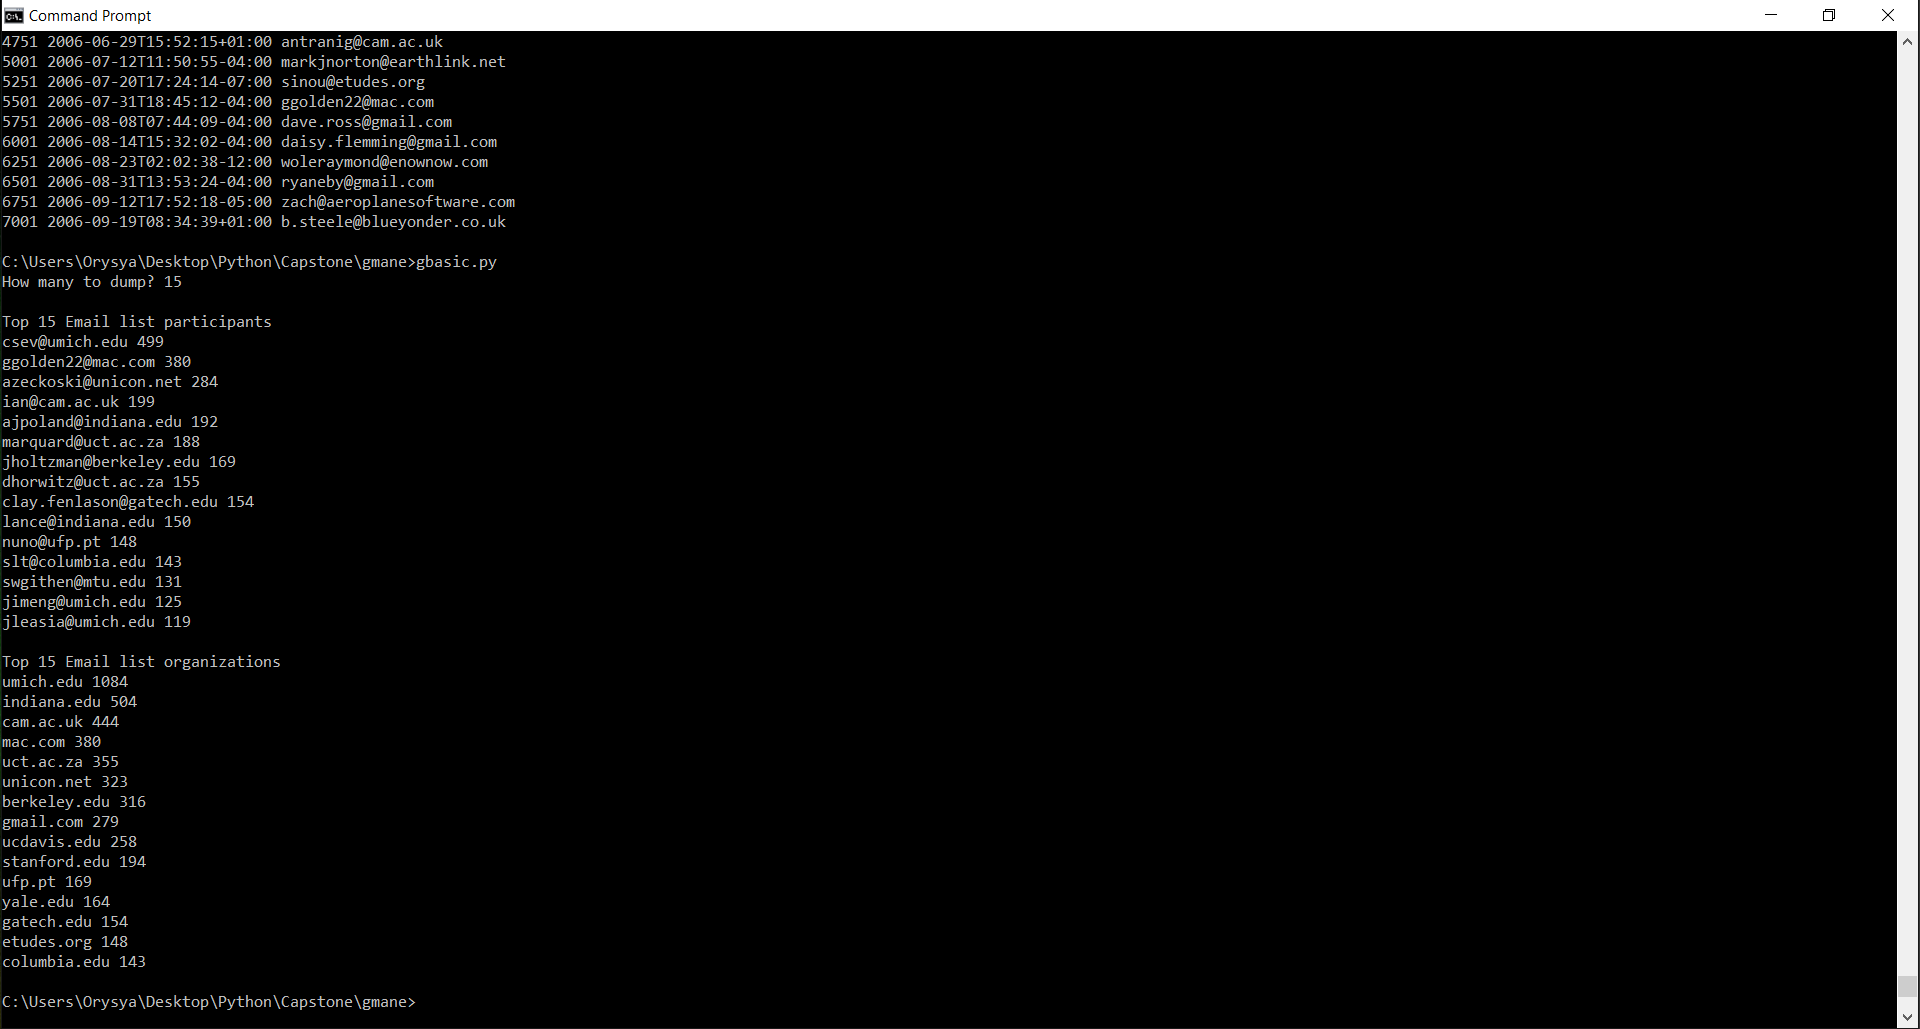 Command Prompt
4751 2006-06-29T15:52:15+01:00 antranig@cam.ac.uk
5001 2006-07-12T11:50:55-04:00 markjnorton@earthlink.net
5251 2006-07-20T17:24:14-07:00 sinou@etudes.org
5501 2006-07-31T18:45:12-04:00 ggolden22@mac.com
5751 2006-08-08T07:44:09-04:00 dave.ross@gmail.com
6001 2006-08-14T15:32:02-04:00 daisy.flemming@gmail.com
6251 2006-08-23T02:02:38-12:00 woleraymond@enownow.com
6501 2006-08-31T13:53:24-04:00 ryaneby@gmail.com
6751 2006-09-12T17:52:18-05:00 zach@aeroplanesoftware.com
7001 2006-09-19T08:34:39+01:00 b.steele@blueyonder.co.uk
C:\Users\Orysya\Desktop\Python\Capstone\gmane>gbasic.py
How many to dump? 15
Top 15 Email list participants
csev@umich.edu 499
ggolden22@mac.com 380
azeckoski@unicon.net 284
ian@cam.ac.uk 199
ajpoland@indiana.edu 192
marquard@uct.ac.za 188
jholtzman@berkeley.edu 169
dhorwitz@uct.ac.za 155
clay.fenlason@gatech.edu 154
lance@indiana.edu 150
nuno@ufp.pt 148
slt@columbia.edu 143
swgithen@mtu.edu 131
jimeng@umich.edu 125
jleasia@umich.edu 119
Top 15 Email list organizations
umich.edu 1084
indiana.edu 504
cam.ac.uk 444
mac.com 380
uct.ac.za 355
unicon.net 323
berkeley.edu 316
gmail.com 279
ucdavis.edu 258
stanford.edu 194
ufp.pt 169
yale.edu 164
gatech.edu 154
etudes.org 148
columbia.edu 143
C:\Users\Orysya\Desktop\Python\Capstone\gmane>